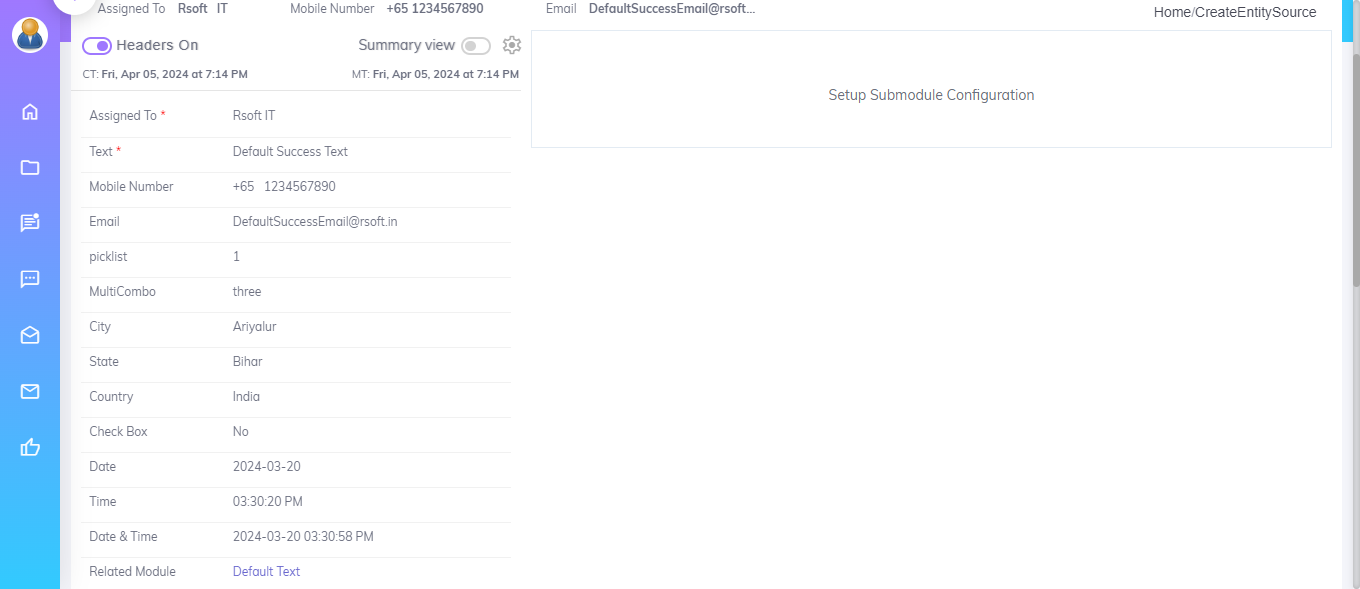 Assigned To Rsoft IT Mobile Number +65 1234567890 Email DefaultSuccessEmail@rsoft...
Home/CreateEntitySource
Headers On Summary view
CT: Fri, Apr 05, 2024 at 7:14 PM MT: Fri, Apr 05, 2024 at 7:14 PM
Setup Submodule Configuration
Assigned To * Rsoft IT
Text * Default Success Text
Mobile Number +65 1234567890
Email DefaultSuccessEmail@rsoft.in
picklist 1
MultiCombo three
City Ariyalur
State Bihar
Country India
Check Box No
Date 2024-03-20
Time 03:30:20 PM
Date & Time 2024-03-20 03:30:58 PM
Related Module Default Text